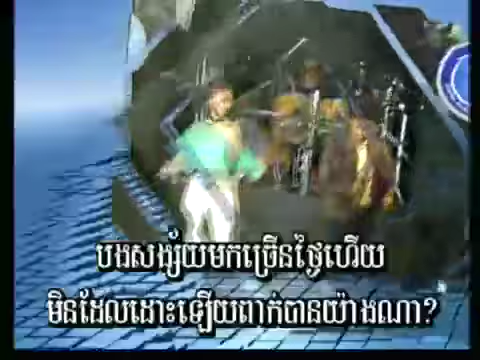 បងសង្ស័យមកច្រើនថ្ងៃហើយ
មិនដែលដោះឡើយពាក់បានយ៉ាងណា?